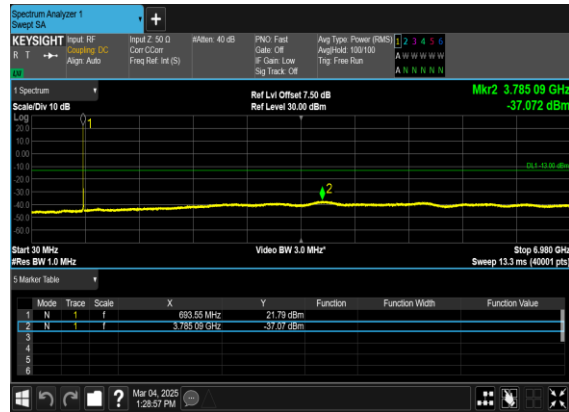 Spectrum Analyzer 1
Swept SA
+
KEYSIGHT Input: RF Input Z: 50 Ω #Atten: 40 dB PNO: Fast Avg Type: Power (RMS) 1 2 3 4 5 6
R T Coupling: DC Corr CCorr Gate: Off Avg|Hold: 100/100 A W W W W W
Align: Auto Freq Ref: Int (S) IF Gain: Low Trig: Free Run
Sig Track: Off A N N N N N
1 Spectrum Ref Lvl Offset 7.50 dB Mkr2 3.785 09 GHz
Scale/Div 10 dB Ref Level 30.00 dBm -37.072 dBm
Log
1
20.0
10.0
0.00
-10.0
DL1 -13.00 dBm
-20.0
-30.0
2
-40.0
-50.0
-60.0
Start 30 MHz Video BW 3.0 MHz* Stop 6.980 GHz
#Res BW 1.0 MHz Sweep 13.3 ms (40001 pts)
5 Marker Table
Mode Trace Scale X Y Function Function Width Function Value
1 N 1 f 693.55 MHz 21.79 dBm
2 N 1 f 3.785 09 GHz -37.07 dBm
3
4
5
6
? Mar 04, 2025
1:28:57 PM